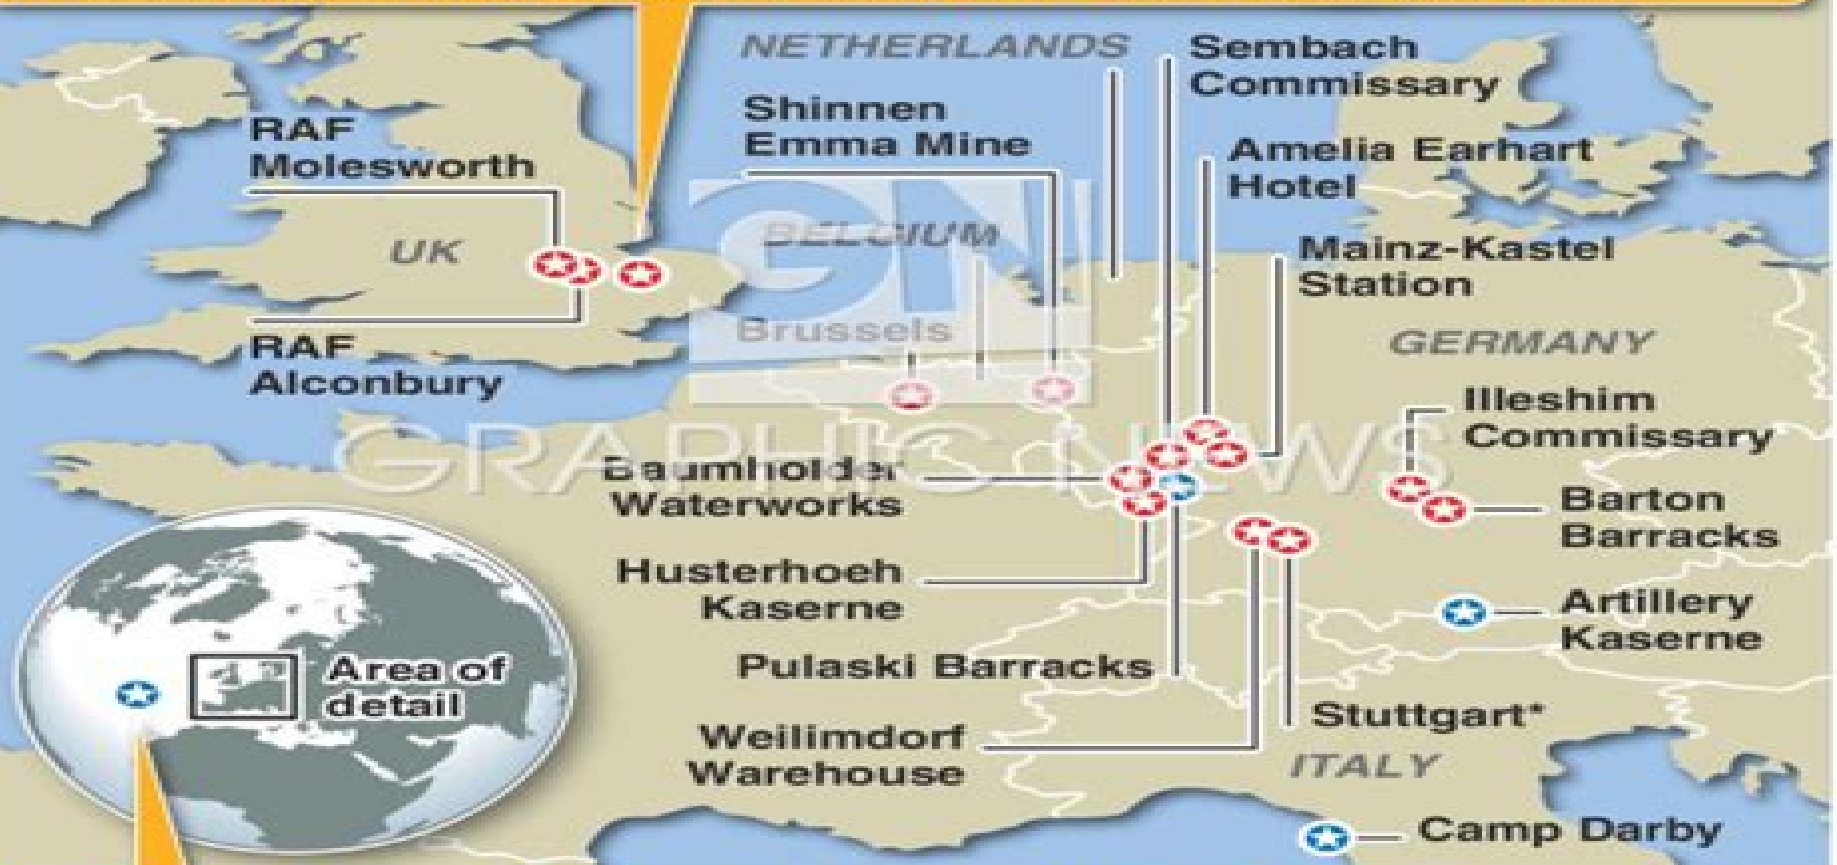 NETHERLANDS
Sembach
Commissary
Shinnen
Emma Mine
RAF
Molesworth
Amelia Earhart
Hotel
UK
BELGIUM
Mainz-Kastel
Station
Brussels
GERMANY
RAF
Alconbury
Illeshim
Commissary
GRAPHIC NEWS
GN
Baumholder
Waterworks
Barton
Barracks
Husterhoeh
Kaserne
Artillery
Kaserne
Pulaski Barracks
Area of
detail
Stuttgart*
Weilimdorf
Warehouse
ITALY
Camp Darby